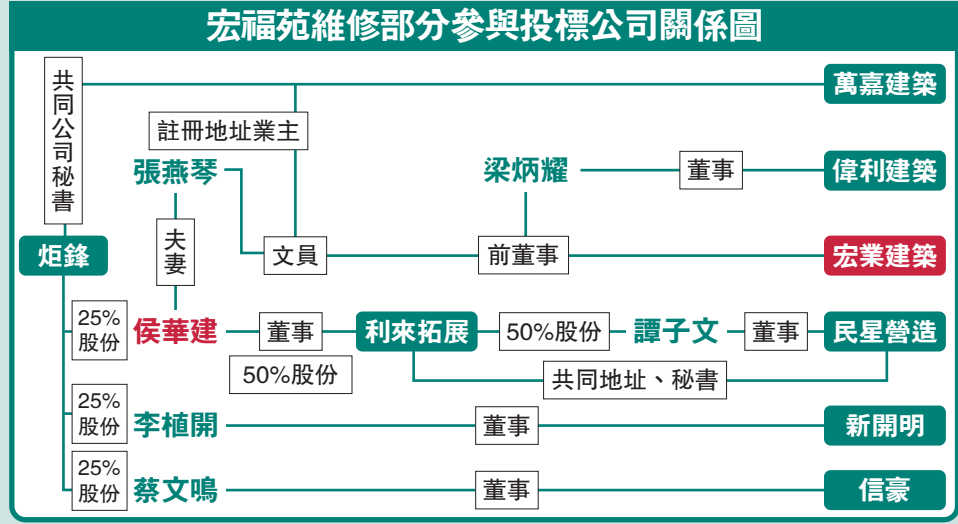 宏福苑維修部分參與投標公司關係圖
共同公司秘書
萬嘉建築
註冊地址業主
張燕琴
梁炳耀
董事
偉利建築
炬鋒
夫妻
文員
前董事
宏業建築
25%
股份
侯華建
董事
利來拓展
50%股份
譚子文
董事
民星營造
50%股份
共同地址、秘書
25%
股份
李植開
董事
新開明
25%
股份
蔡文鳴
董事
信豪